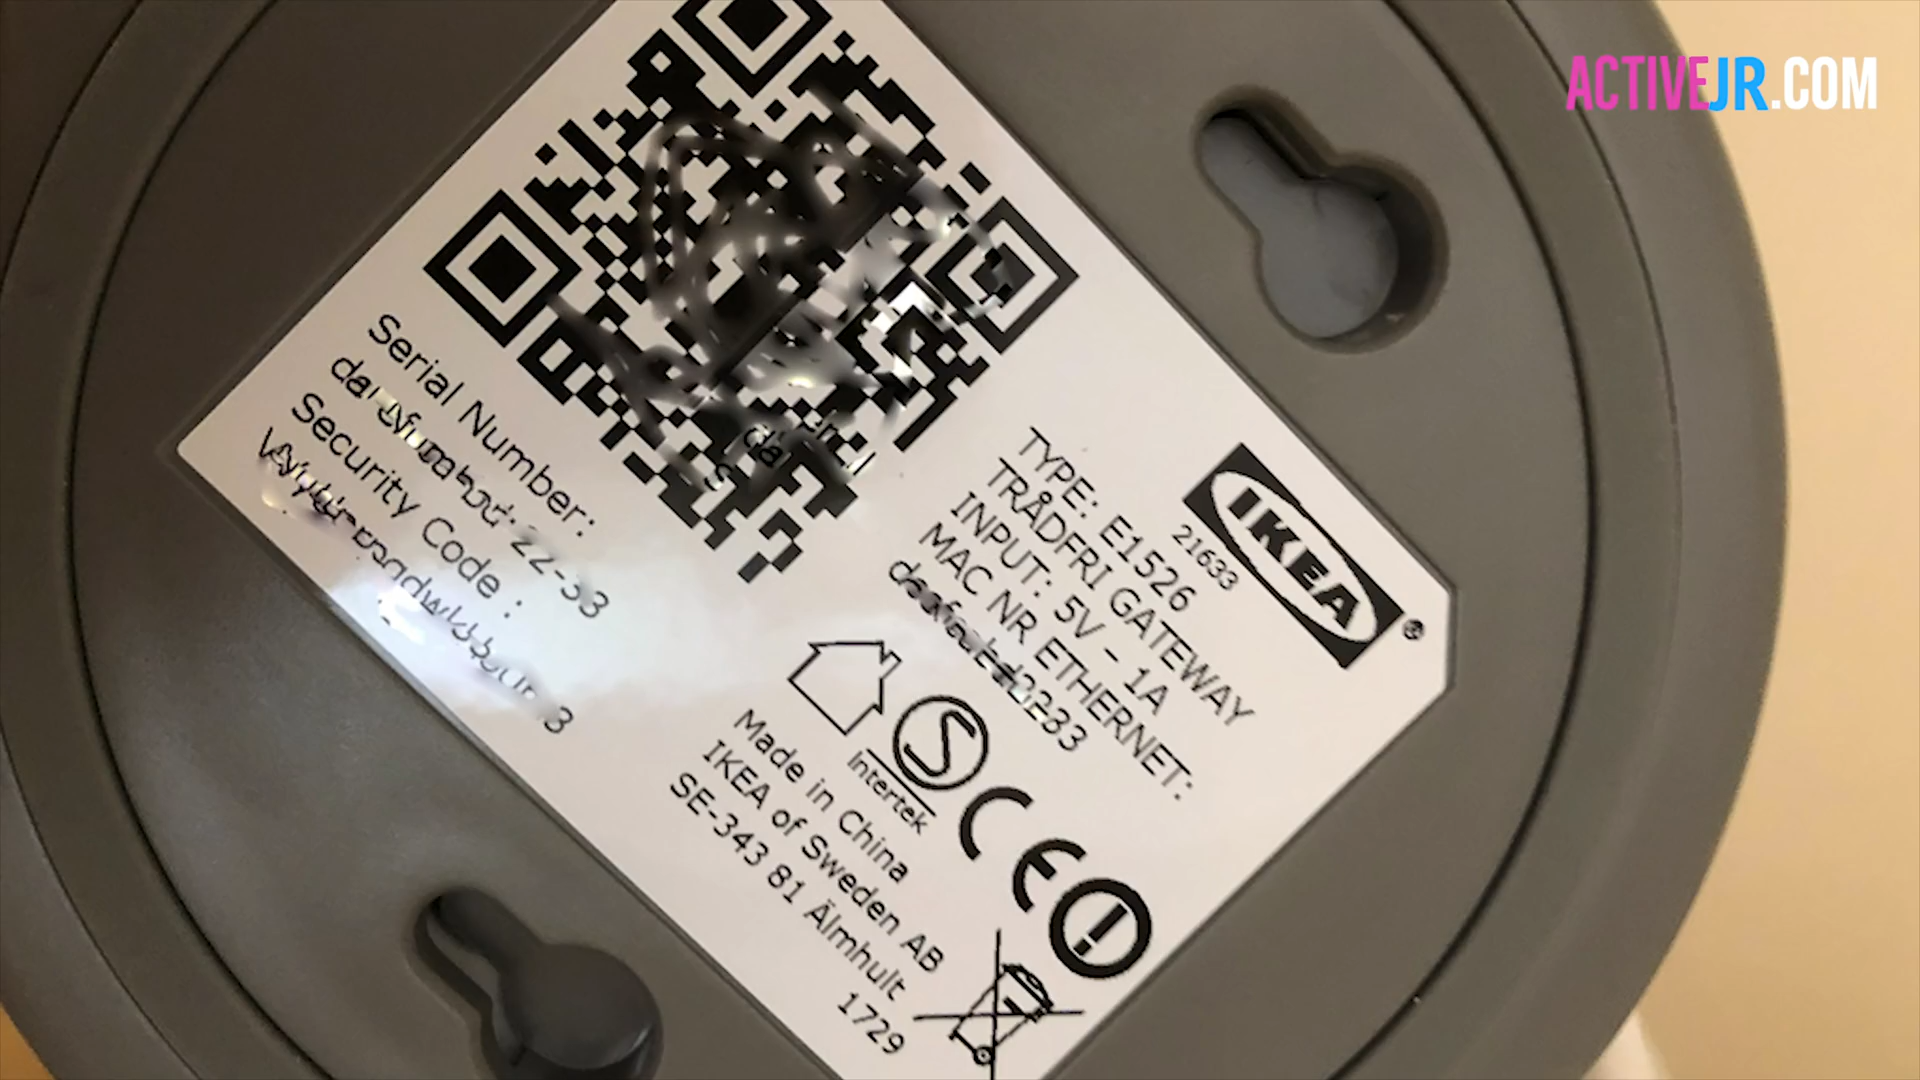 ACTIVEJR.COM
Serial Number:
22-33
Security Code :
3
IKEA
®
21633
TYPE: E1526
TRÅDFRI GATEWAY
INPUT: 5V - 1A
MAC NR ETHERNET:
Intertek
Made in China
IKEA of Sweden AB
SE-343 81 Älmhult
1729